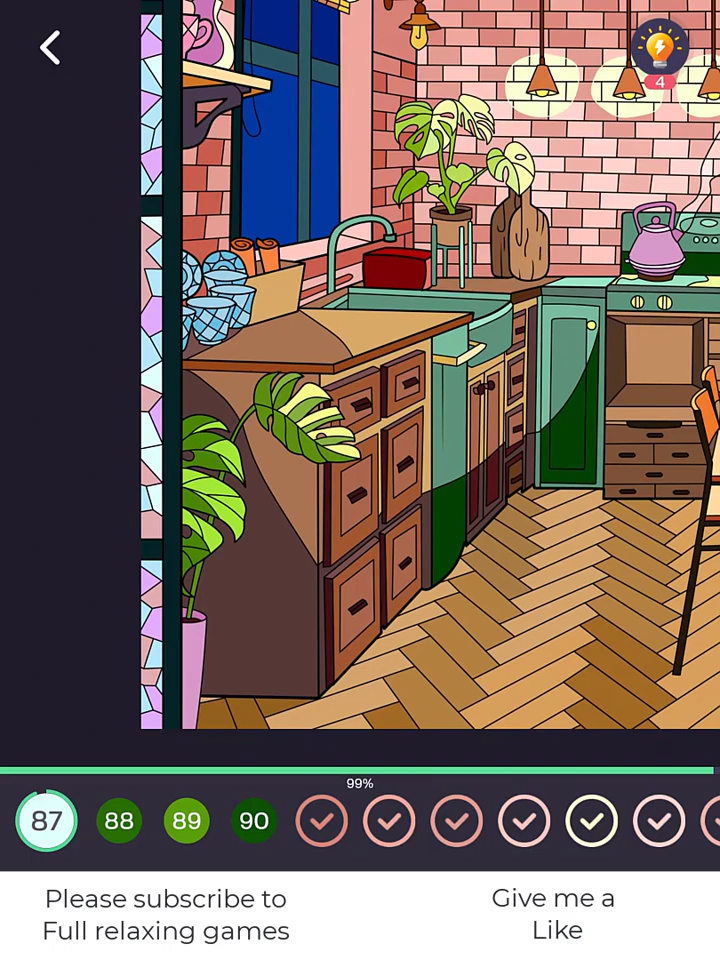 4
99%
87 88 89 90
Please subscribe to
Full relaxing games
Give me a
Like